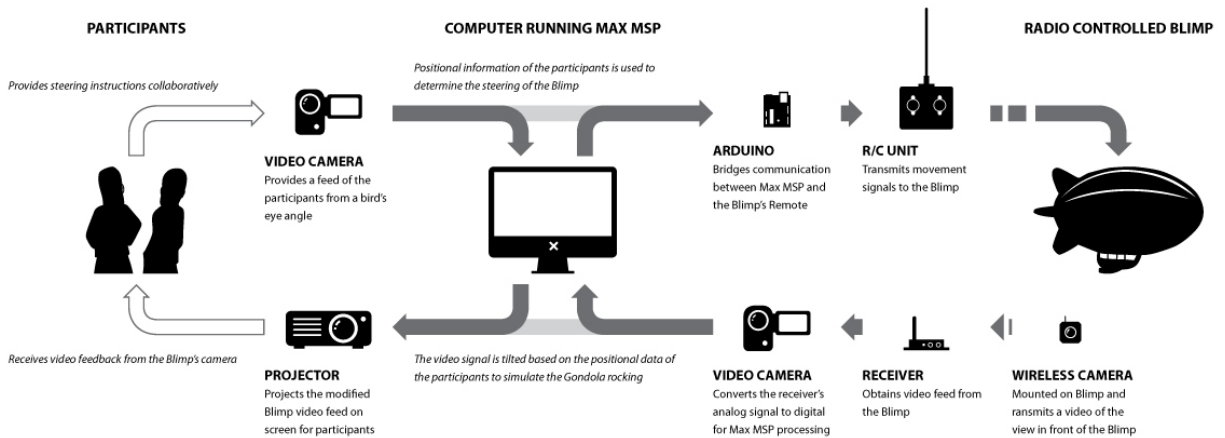 PARTICIPANTS
COMPUTER RUNNING MAX MSP
RADIO CONTROLLED BLIMP
Provides steering instructions collaboratively
Positional information of the participants is used to
determine the steering of the Blimp
VIDEO CAMERA
Provides a feed of the
participants from a bird's
eye angle
ARDUINO
Bridges communication
between Max MSP and
the Blimp's Remote
R/C UNIT
Transmits movement
signals to the Blimp
Receives video feedback from the Blimp's camera
PROJECTOR
Projects the modified
Blimp video feed on
screen for participants
The video signal is tilted based on the positional data of
the participants to simulate the Gondola rocking
VIDEO CAMERA
Converts the receiver's
analog signal to digital
for Max MSP processing
RECEIVER
Obtains video feed from
the Blimp
WIRELESS CAMERA
Mounted on Blimp and
ransmits a video of the
view in front of the Blimp